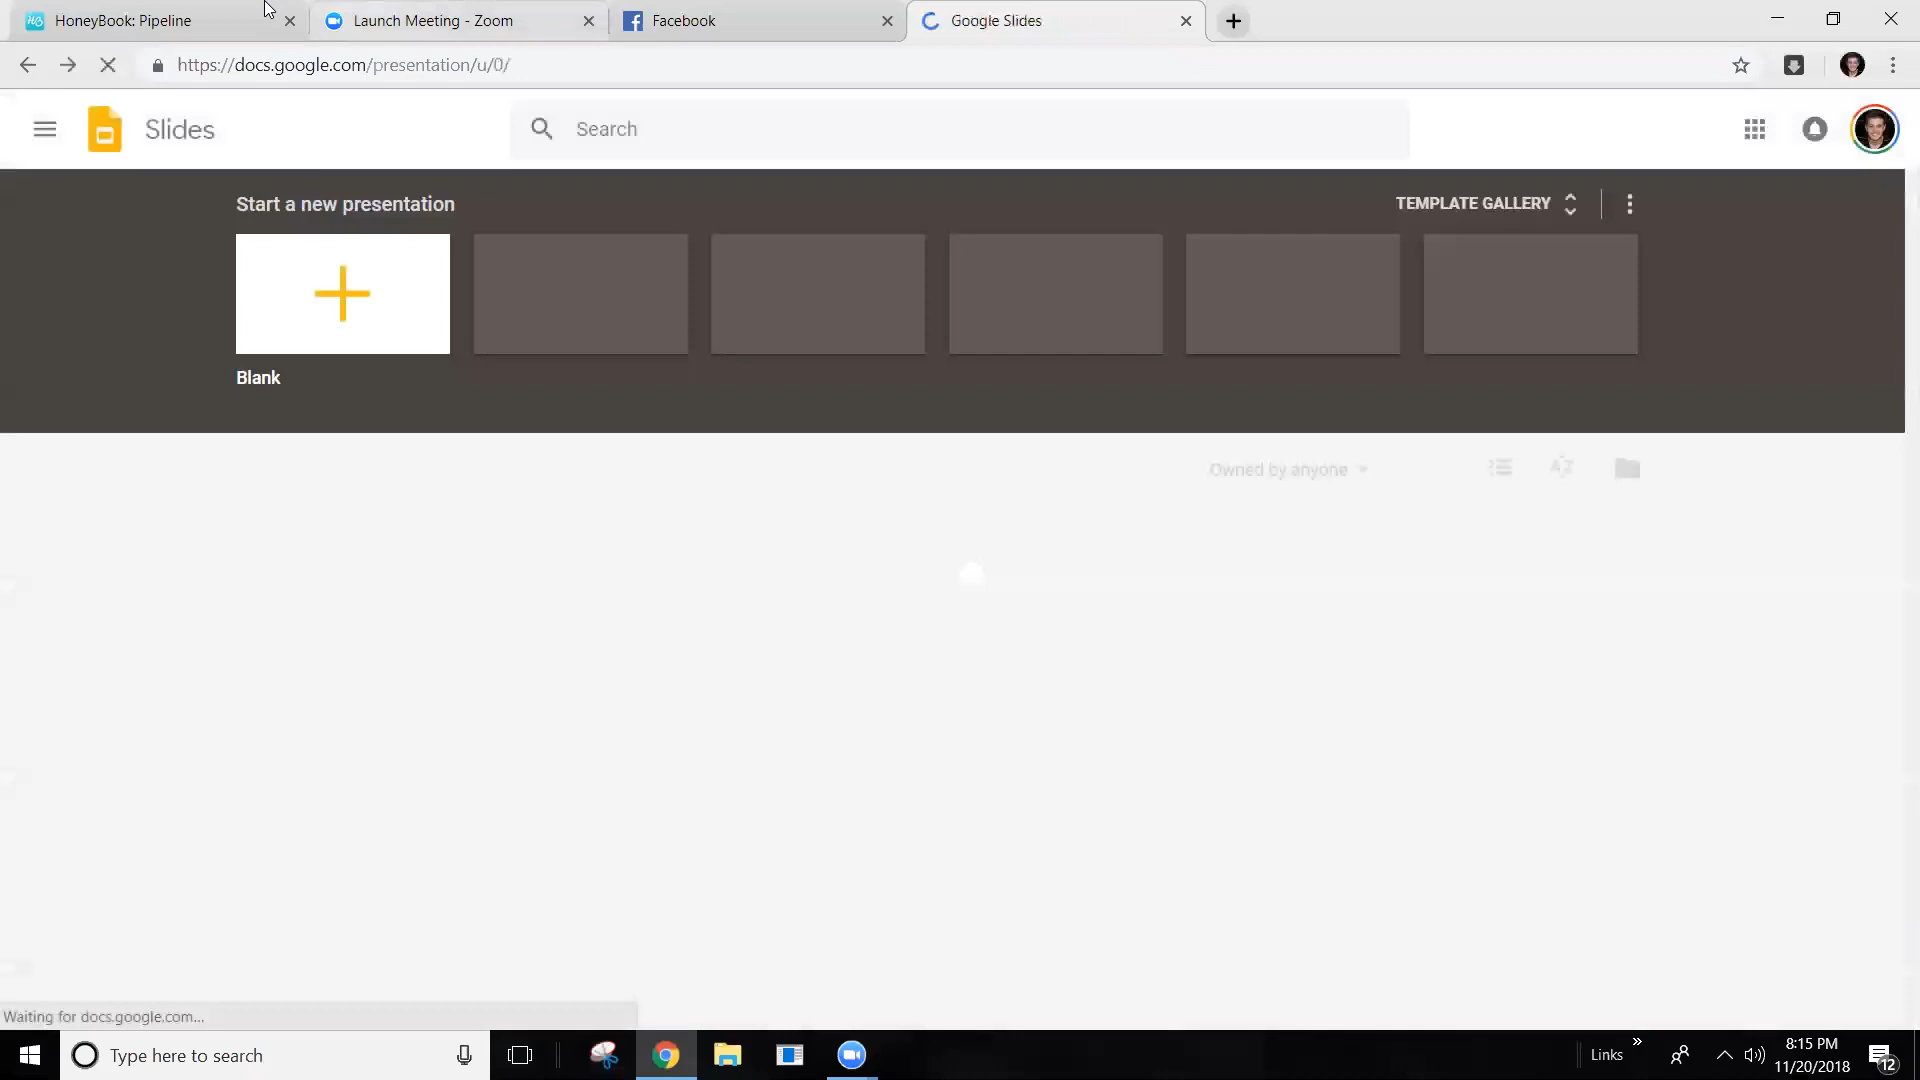 HoneyBook: Pipeline
Launch Meeting - Zoom
Facebook
Google Slides
https://docs.google.com/presentation/u/0/
Slides
Search
Start a new presentation
TEMPLATE GALLERY
Blank
Owned by anyone
AZ
Waiting for docs.google.com...
Type here to search
Links
8:15 PM
11/20/2018
12